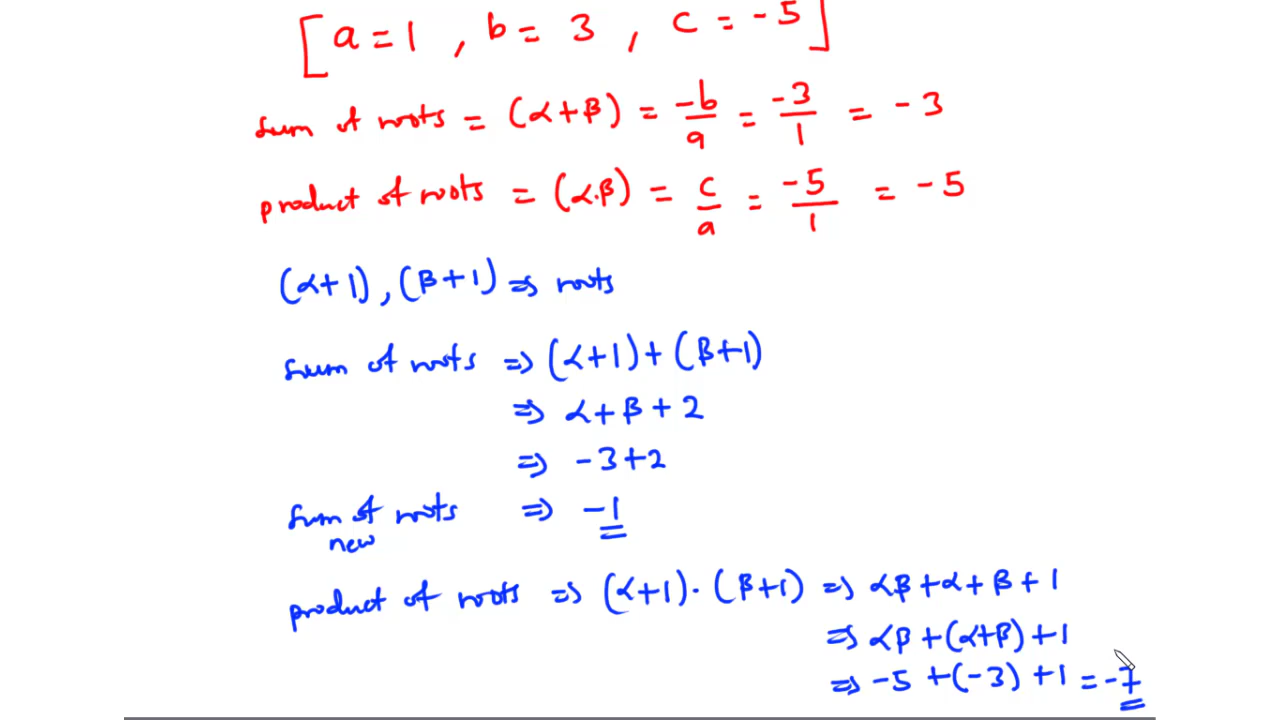 [a = 1 , b = 3 , c = -5]
sum of roots = (α+β) = -b/a = -3/1 = -3
product of roots = (α.β) = c/a = -5/1 = -5
(α+1), (β+1) ⇒ roots
sum of roots ⇒ (α+1) + (β+1)
⇒ α + β + 2
⇒ -3+2
sum of roots ⇒ -1
new
product of roots ⇒ (α+1) · (β+1) ⇒ αβ + α + β + 1
⇒ αβ + (α+β) + 1
⇒ -5 + (-3) + 1 = -7